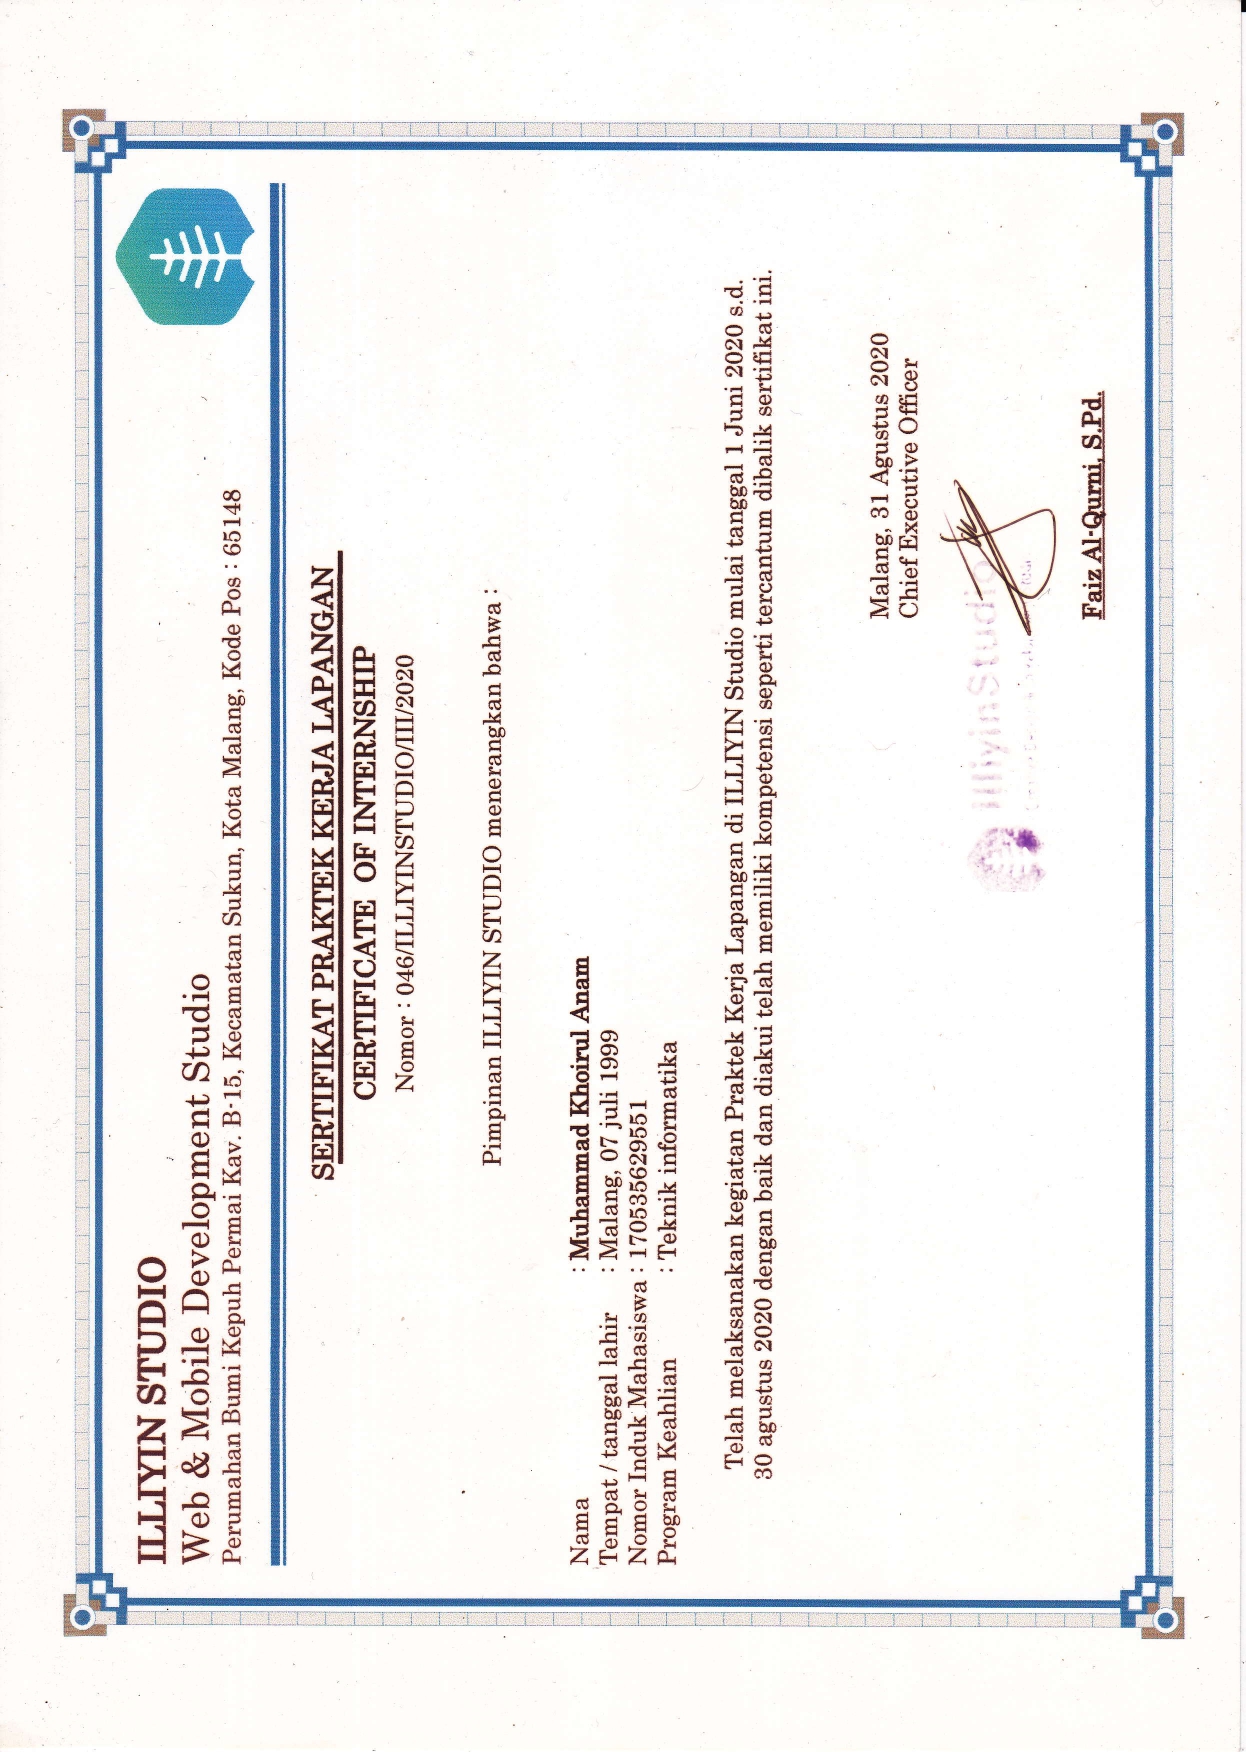 ILLIYIN STUDIO
Web & Mobile Development Studio
Perumahan Bumi Kepuh Permai Kav. B-15, Kecamatan Sukun, Kota Malang, Kode Pos : 65148
SERTIFIKAT PRAKTEK KERJA LAPANGAN
CERTIFICATE OF INTERNSHIP
Nomor : 046/ILLIYINSTUDIO/III/2020
Pimpinan ILLIYIN STUDIO menerangkan bahwa :
Nama : Muhammad Khoirul Anam
Tempat / tanggal lahir : Malang, 07 juli 1999
Nomor Induk Mahasiswa : 170535629551
Program Keahlian : Teknik informatika
Telah melaksanakan kegiatan Praktek Kerja Lapangan di ILLIYIN Studio mulai tanggal 1 Juni 2020 s.d.
30 agustus 2020 dengan baik dan diakui telah memiliki kompetensi seperti tercantum dibalik sertifikat ini.
Malang, 31 Agustus 2020
Chief Executive Officer
illiyinStudio
Faiz Al-Qurni, S.Pd.